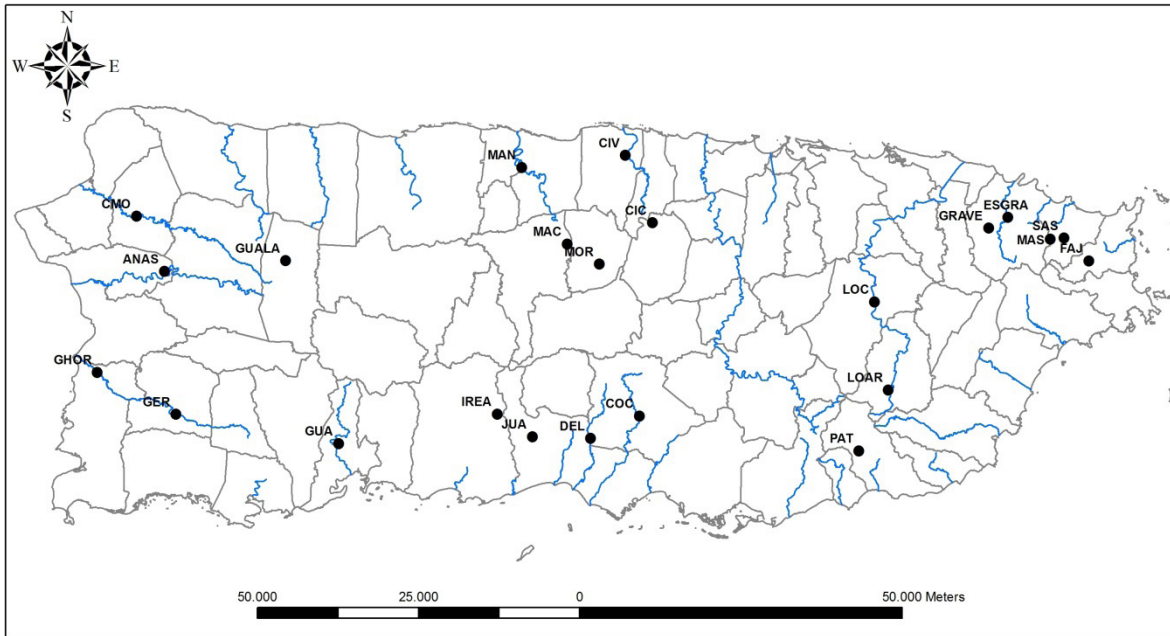 N
W E
S
MAN
CIV
CMO
CIC
ESGRA
GRAVE
SAS
MAS
FAJ
MAC
MOR
GUALA
ANAS
LOC
GHOR
GER
IREA
JUA
DEL
COC
LOAR
GUA
PAT
50.000 25.000 0 50.000 Meters